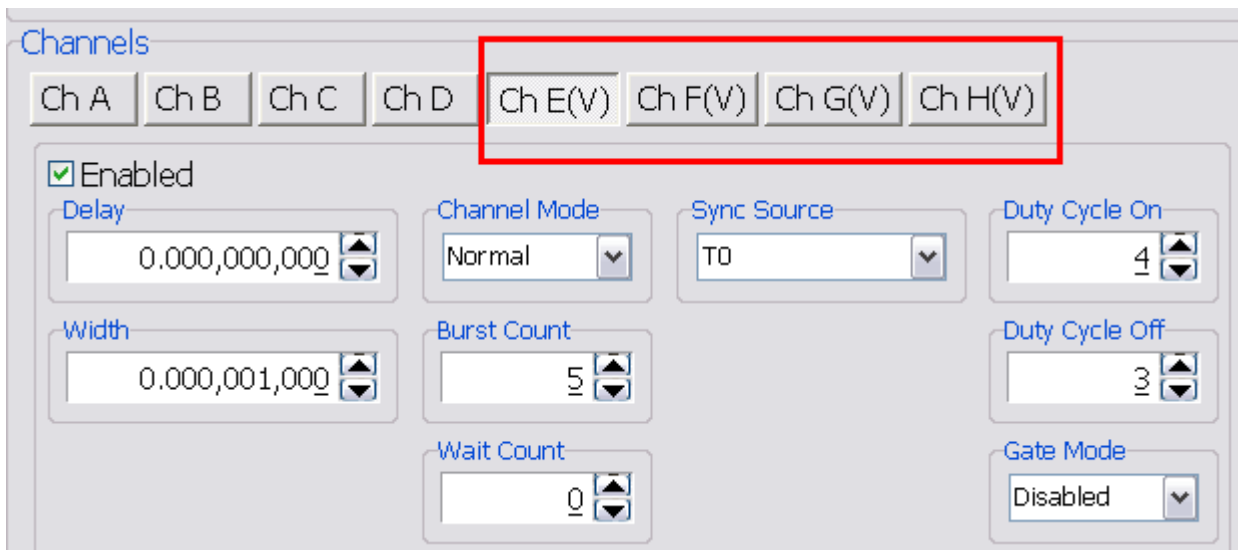 Channels
Ch A Ch B Ch C Ch D Ch E(V) Ch F(V) Ch G(V) Ch H(V)
Enabled
Delay Channel Mode Sync Source Duty Cycle On
0.000,000,000 Normal T0 4
Width Burst Count Duty Cycle Off
0.000,001,000 5 3
Wait Count Gate Mode
0 Disabled